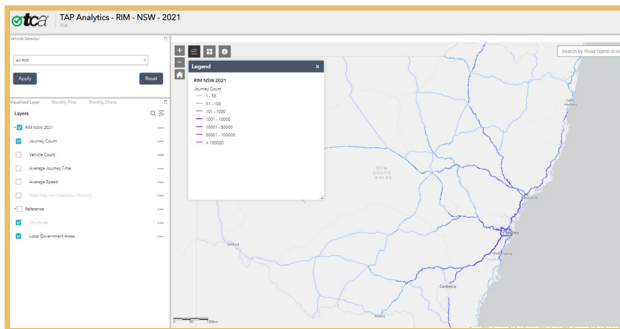 tca
TAP Analytics - RIM - NSW - 2021
Vehicle Selector
All RIM
Apply
Reset
Visualised Layer
Monthly Filter
Monthly Charts
Layers
RIM NSW 2021
Journey Count
Vehicle Count
Average Journey Time
Average Speed
Reference
Local Government Areas
Legend
RIM NSW 2021
Journey Count
1 - 50
51 - 100
101 - 1000
1001 - 10000
10001 - 50000
50001 - 100000
> 100000
Search by Road Name or A
NEW
SOUTH
WALES
Canberra